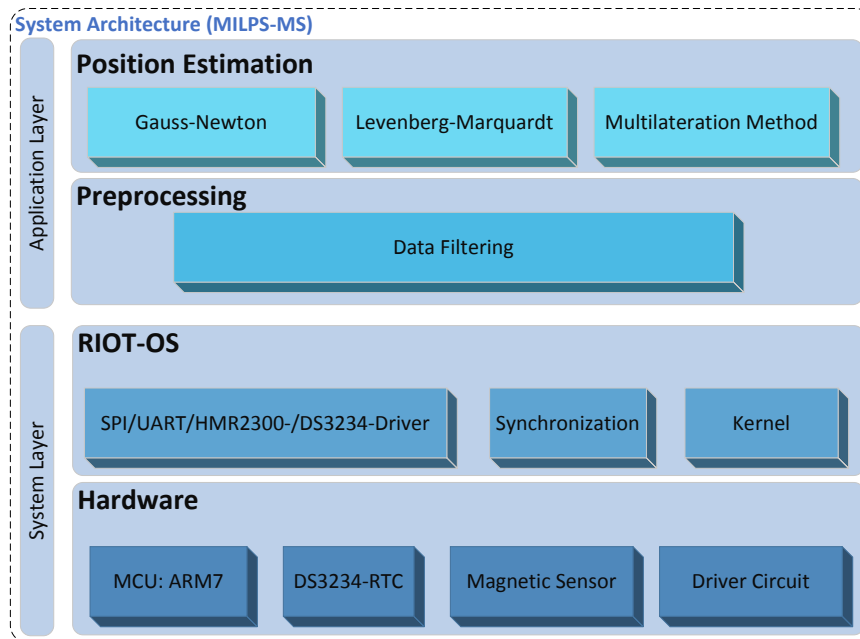 System Architecture (MILPS-MS)
Application Layer
Position Estimation
Gauss-Newton
Levenberg-Marquardt
Multilateration Method
Preprocessing
Data Filtering
System Layer
RIOT-OS
SPI/UART/HMR2300-/DS3234-Driver
Synchronization
Kernel
Hardware
MCU: ARM7
DS3234-RTC
Magnetic Sensor
Driver Circuit